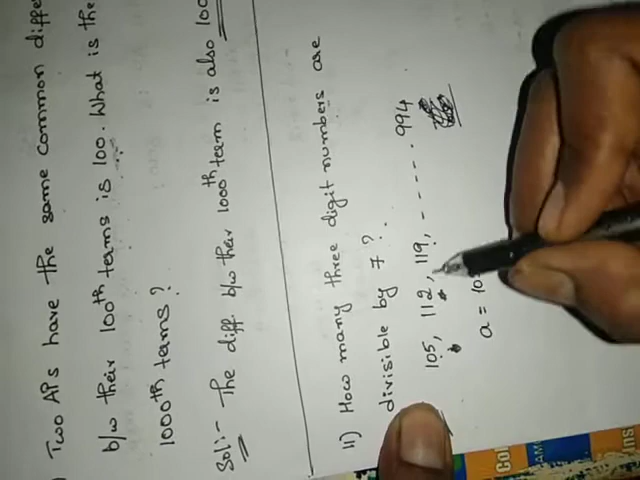 Two APs have the same common diffe
b/w their 100th terms is 100. What is the
1000th terms?
Sol:- The diff. b/w their 1000th term is also 100
11) How many three digit numbers are
divisible by 7?
105, 112, 119, ----- 994
a = 10